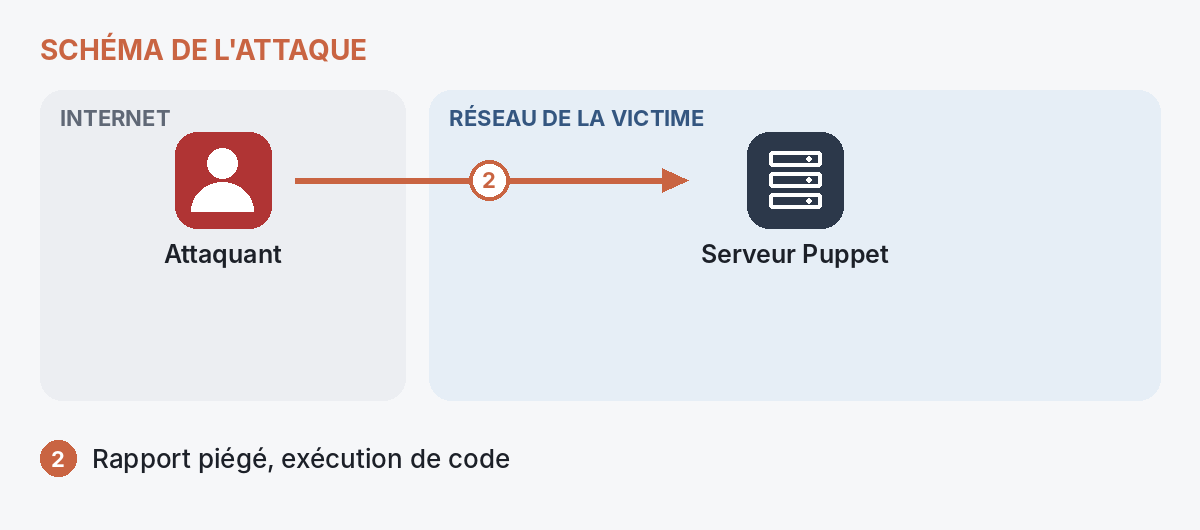 SCHÉMA DE L'ATTAQUE
INTERNET
RÉSEAU DE LA VICTIME
2
Attaquant
Serveur Puppet
2 Rapport piégé, exécution de code